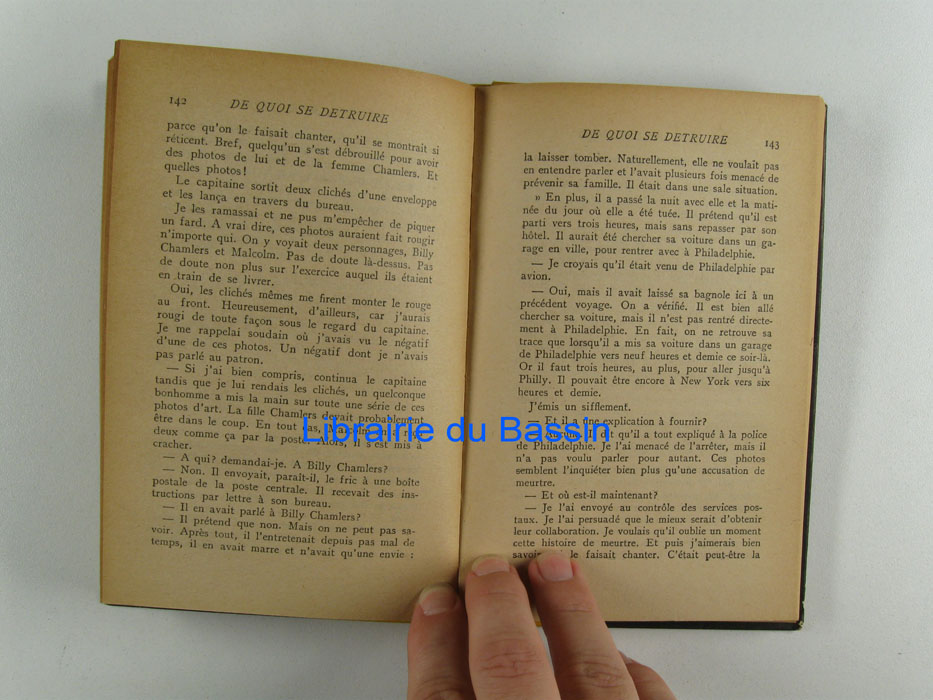 142 DE QUOI SE DETRUIRE
parce qu'on le faisait chanter, qu'il se montrait si
réticent. Bref, quelqu'un s'est débrouillé pour avoir
des photos de lui et de la femme Chamlers. Et
quelles photos !
Le capitaine sortit deux clichés d'une enveloppe
et les lança en travers du bureau.
Je les ramassai et ne pus m'empêcher de piquer
un fard. A vrai dire, ces photos auraient fait rougir
n'importe qui. On y voyait deux personnages, Billy
Chamlers et Malcolm. Pas de doute là-dessus. Pas
de doute non plus sur l'exercice auquel ils étaient
en train de se livrer.
Oui, les clichés mêmes me firent monter le rouge
au front. Heureusement, d'ailleurs, car j'aurais
rougi de toute façon sous le regard du capitaine.
Je me rappelai soudain où j'avais vu le négatif
d'une de ces photos. Un négatif dont je n'avais
pas parlé au patron.
— Si j'ai bien compris, continua le capitaine
tandis que je lui rendais les clichés, un quelconque
bonhomme a mis la main sur toute une série de ces
photos d'art. La fille Chamlers devait probablement
être dans le coup. En tout cas, Malcolm en a reçu
deux comme ça par la poste. Alors, il s'est mis à
cracher.
— A qui? demandai-je. A Billy Chamlers?
— Non. Il envoyait, paraît-il, le fric à une boîte
postale de la poste centrale. Il recevait des ins-
tructions par lettre à son bureau.
— Il en avait parlé à Billy Chamlers?
— Il prétend que non. Mais on ne peut pas sa-
voir. Après tout, il l'entretenait depuis pas mal de
temps, il en avait marre et n'avait qu'une envie :
DE QUOI SE DETRUIRE 143
la laisser tomber. Naturellement, elle ne voulait pas
en entendre parler et l'avait plusieurs fois menacé de
prévenir sa famille. Il était dans une sale situation.
» En plus, il a passé la nuit avec elle et la mati-
née du jour où elle a été tuée. Il prétend qu'il est
parti vers trois heures, mais sans repasser par son
hôtel. Il aurait été chercher sa voiture dans un ga-
rage en ville, pour rentrer avec à Philadelphie.
— Je croyais qu'il était venu de Philadelphie par
avion.
— Oui, mais il avait laissé sa bagnole ici à un
précédent voyage. On a vérifié. Il est bien allé
chercher sa voiture, mais il n'est pas rentré directe-
ment à Philadelphie. En fait, on ne retrouve sa
trace que lorsqu'il a mis sa voiture dans un garage
de Philadelphie vers neuf heures et demie ce soir-là.
Or il faut trois heures, au plus, pour aller jusqu'à
Philly. Il pouvait être encore à New York vers six
heures et demie.
J'émis un sifflement.
— Et il a une explication à fournir?
— Aucune. Il dit qu'il a tout expliqué à la police
de Philadelphie. Je l'ai menacé de l'arrêter, mais il
n'a pas voulu parler pour autant. Ces photos
semblent l'inquiéter bien plus qu'une accusation de
meurtre.
— Et où est-il maintenant?
— Je l'ai envoyé au contrôle des services pos-
taux. Je l'ai persuadé que le mieux serait d'obtenir
leur collaboration. Je voulais qu'il oublie un moment
cette histoire de meurtre. Et puis j'aimerais bien
savoir le faisait chanter. C'était peut-être la
Librairie du Bassin